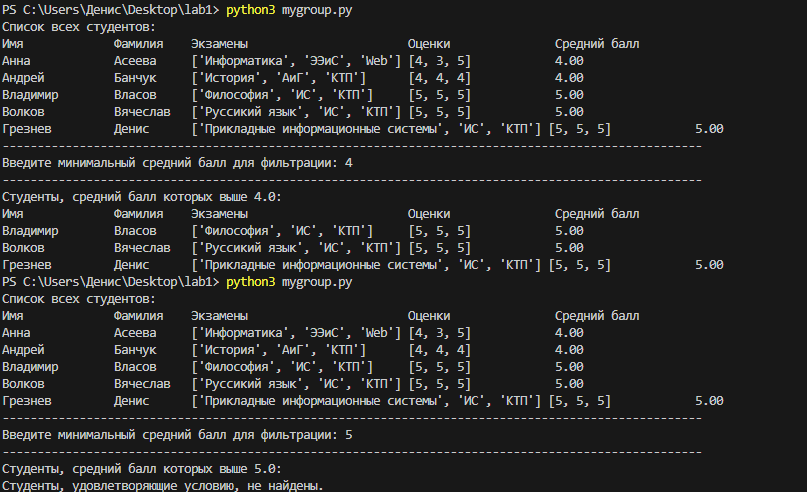 PS C:\Users\Денис\Desktop\lab1> python3 mygroup.py
Список всех студентов:
Имя Фамилия Экзамены Оценки Средний балл
Анна Асеева ['Информатика', 'ЭЭиС', 'Web'] [4, 3, 5] 4.00
Андрей Банчук ['История', 'АиГ', 'КТП'] [4, 4, 4] 4.00
Владимир Власов ['Философия', 'ИС', 'КТП'] [5, 5, 5] 5.00
Волков Вячеслав ['Руссикий язык', 'ИС', 'КТП'] [5, 5, 5] 5.00
Грезнев Денис ['Прикладные информационные системы', 'ИС', 'КТП'] [5, 5, 5] 5.00
----------------------------------------------------------------------------------------------------
Введите минимальный средний балл для фильтрации: 4
----------------------------------------------------------------------------------------------------
Студенты, средний балл которых выше 4.0:
Имя Фамилия Экзамены Оценки Средний балл
Владимир Власов ['Философия', 'ИС', 'КТП'] [5, 5, 5] 5.00
Волков Вячеслав ['Руссикий язык', 'ИС', 'КТП'] [5, 5, 5] 5.00
Грезнев Денис ['Прикладные информационные системы', 'ИС', 'КТП'] [5, 5, 5] 5.00
PS C:\Users\Денис\Desktop\lab1> python3 mygroup.py
Список всех студентов:
Имя Фамилия Экзамены Оценки Средний балл
Анна Асеева ['Информатика', 'ЭЭиС', 'Web'] [4, 3, 5] 4.00
Андрей Банчук ['История', 'АиГ', 'КТП'] [4, 4, 4] 4.00
Владимир Власов ['Философия', 'ИС', 'КТП'] [5, 5, 5] 5.00
Волков Вячеслав ['Руссикий язык', 'ИС', 'КТП'] [5, 5, 5] 5.00
Грезнев Денис ['Прикладные информационные системы', 'ИС', 'КТП'] [5, 5, 5] 5.00
----------------------------------------------------------------------------------------------------
Введите минимальный средний балл для фильтрации: 5
----------------------------------------------------------------------------------------------------
Студенты, средний балл которых выше 5.0:
Студенты, удовлетворяющие условию, не найдены.